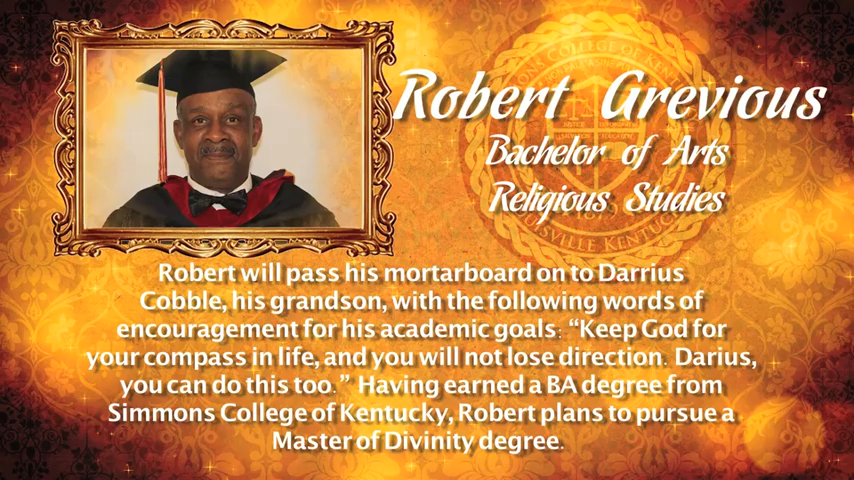 Robert Grevious
Bachelor of Arts
Religious Studies
Robert will pass his mortarboard on to Darrius
Cobble, his grandson, with the following words of
encouragement for his academic goals: “Keep God for
your compass in life, and you will not lose direction. Darius,
you can do this too.” Having earned a BA degree from
Simmons College of Kentucky, Robert plans to pursue a
Master of Divinity degree.